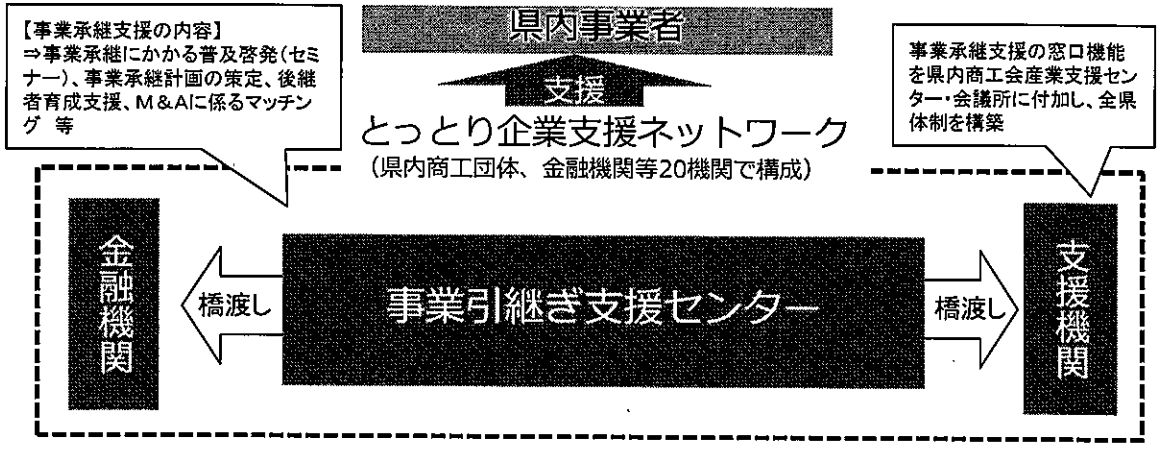 【事業承継支援の内容】
⇒事業承継にかかる普及啓発(セミ
ナー)、事業承継計画の策定、後継
者育成支援、M&Aに係るマッチン
グ 等
県内事業者
支援
とっとり企業支援ネットワーク
(県内商工団体、金融機関等20機関で構成)
事業承継支援の窓口機能
を県内商工会産業支援セン
ター・会議所に付加し、全県
体制を構築
金融機関
橋渡し
事業引継ぎ支援センター
橋渡し
支援機関